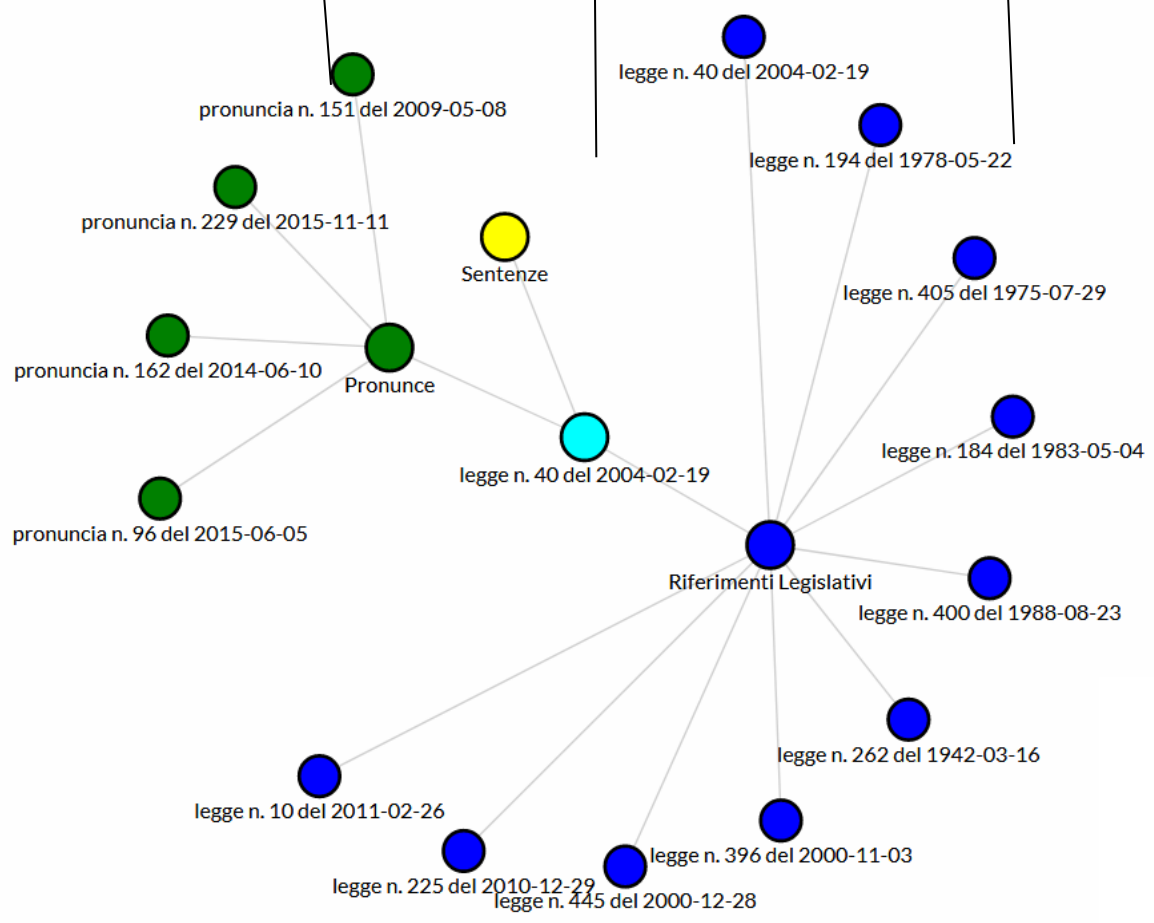 legge n. 40 del 2004-02-19
pronuncia n. 151 del 2009-05-08
legge n. 194 del 1978-05-22
pronuncia n. 229 del 2015-11-11
Sentenze
legge n. 405 del 1975-07-29
pronuncia n. 162 del 2014-06-10
Pronunce
legge n. 184 del 1983-05-04
legge n. 40 del 2004-02-19
pronuncia n. 96 del 2015-06-05
Riferimenti Legislativi
legge n. 400 del 1988-08-23
legge n. 262 del 1942-03-16
legge n. 10 del 2011-02-26
legge n. 396 del 2000-11-03
legge n. 225 del 2010-12-29
legge n. 445 del 2000-12-28